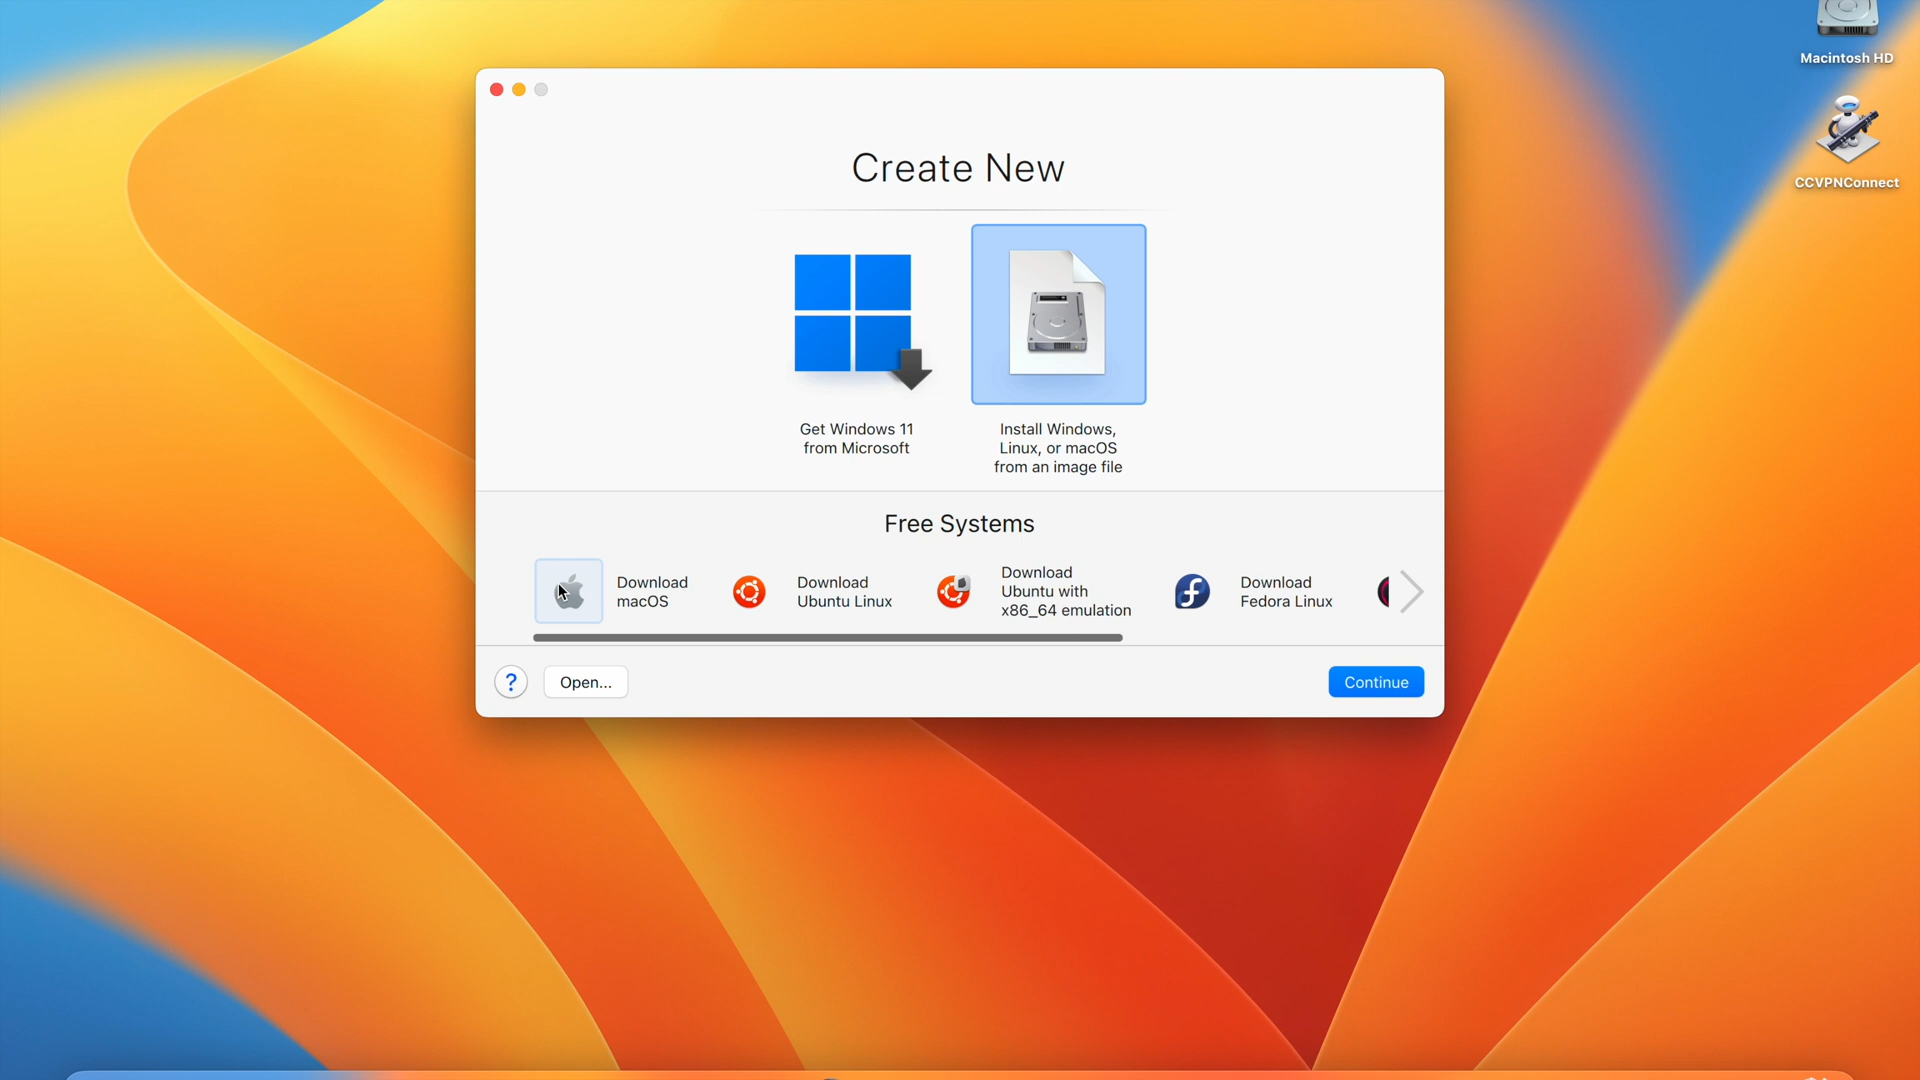 Macintosh HD
CCVPNConnect
Create New
Get Windows 11
from Microsoft
Install Windows,
Linux, or macOS
from an image file
Free Systems
Download
macOS
Download
Ubuntu Linux
Download
Ubuntu with
x86_64 emulation
Download
Fedora Linux
?
Open...
Continue